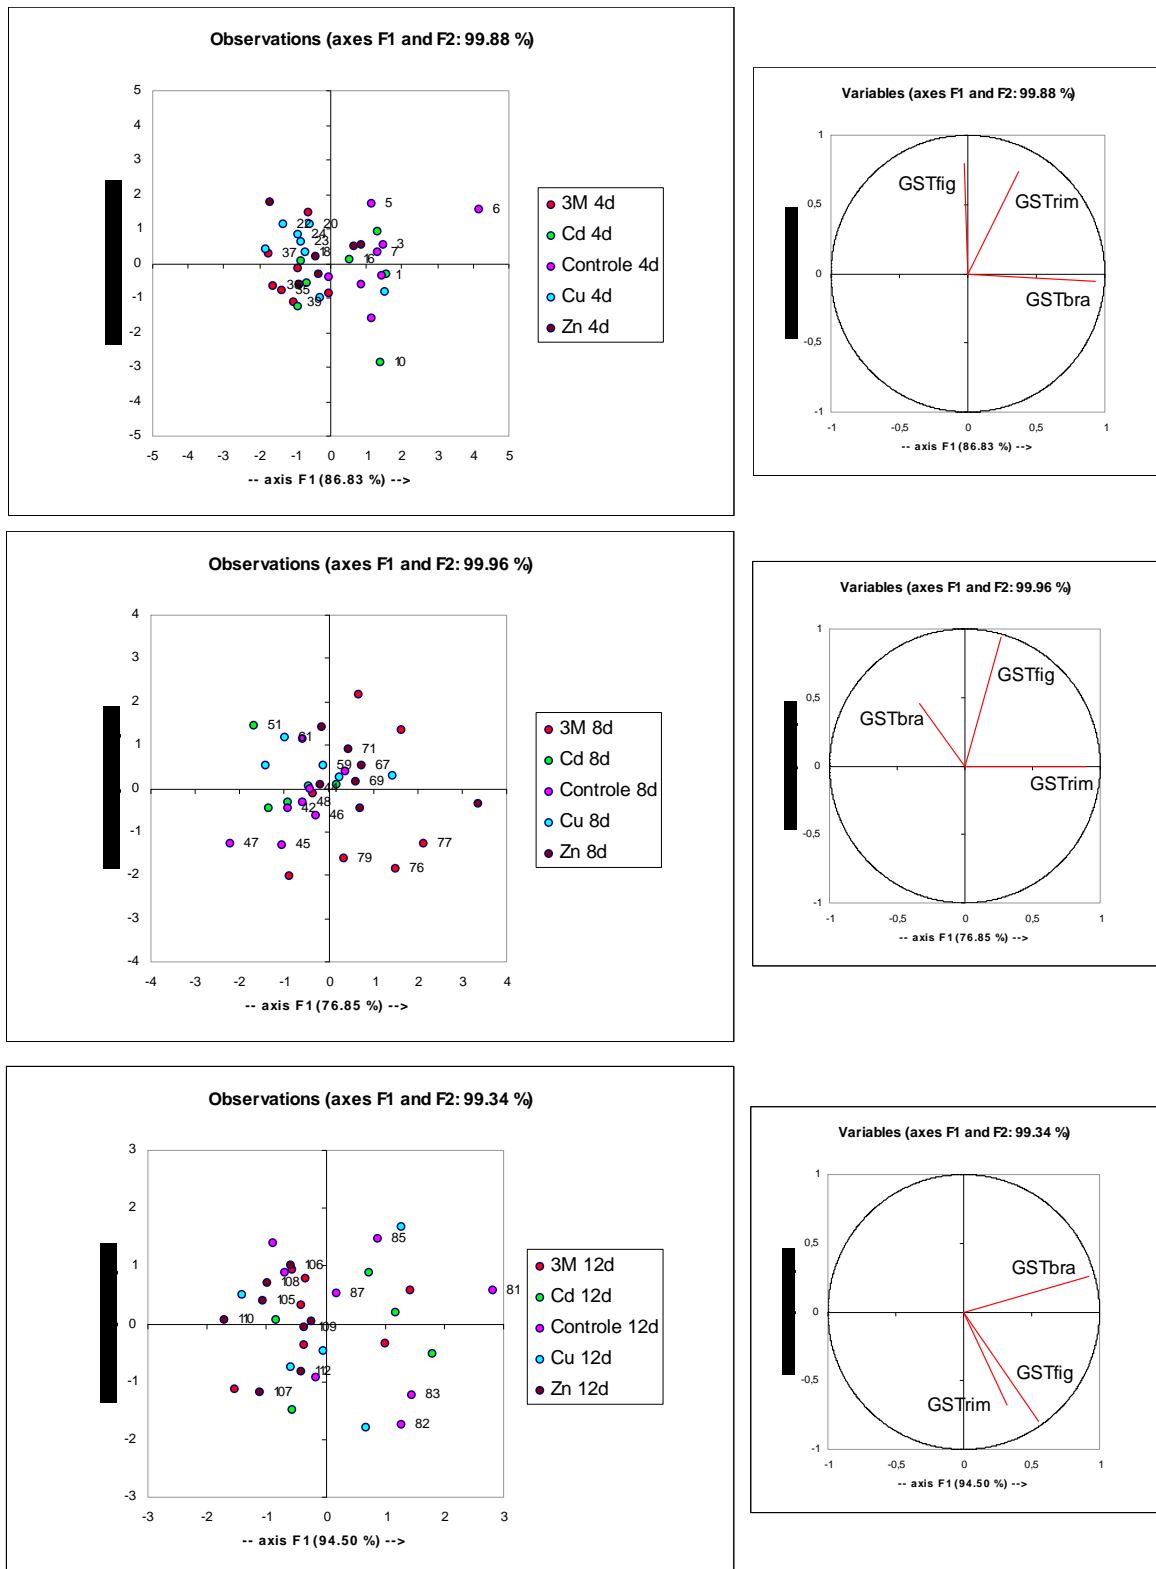 Observations (axes F1 and F2: 99.88 %)
5
4
3
2
1
0
-1
-2
-3
-4
-5
-5 -4 -3 -2 -1 0 1 2 3 4 5
-- axis F1 (86.83 %) -->
5
6
22 20
24
23
3
7
37 18
16
1
35
39
10
3M 4d
Cd 4d
Controle 4d
Cu 4d
Zn 4d
Variables (axes F1 and F2: 99.88 %)
1
0,5
0
-0,5
-1
-1 -0,5 0 0,5 1
-- axis F1 (86.83 %) -->
GSTfig
GSTrim
GSTbra
Observations (axes F1 and F2: 99.96 %)
4
3
2
1
0
-1
-2
-3
-4
-4 -3 -2 -1 0 1 2 3 4
-- axis F1 (76.85 %) -->
51
61
71
59 67
69
48
42
46
47 45
79
77
76
3M 8d
Cd 8d
Controle 8d
Cu 8d
Zn 8d
Variables (axes F1 and F2: 99.96 %)
1
0,5
0
-0,5
-1
-1 -0,5 0 0,5 1
-- axis F1 (76.85 %) -->
GSTfig
GSTbra
GSTrim
Observations (axes F1 and F2: 99.34 %)
3
2
1
0
-1
-2
-3
-3 -2 -1 0 1 2 3
-- axis F1 (94.50 %) -->
85
106
108
87
81
105
110
109
112
107
83
82
3M 12d
Cd 12d
Controle 12d
Cu 12d
Zn 12d
Variables (axes F1 and F2: 99.34 %)
1
0,5
0
-0,5
-1
-1 -0,5 0 0,5 1
-- axis F1 (94.50 %) -->
GSTbra
GSTfig
GSTrim